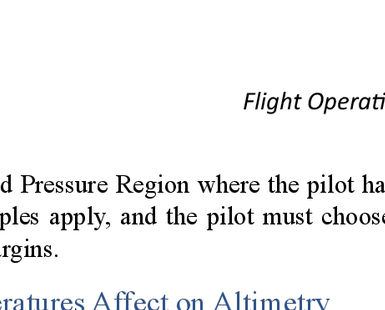 Flight Operati
d Pressure Region where the pilot ha
ples apply, and the pilot must choose
rgins.
eratures Affect on Altimetry